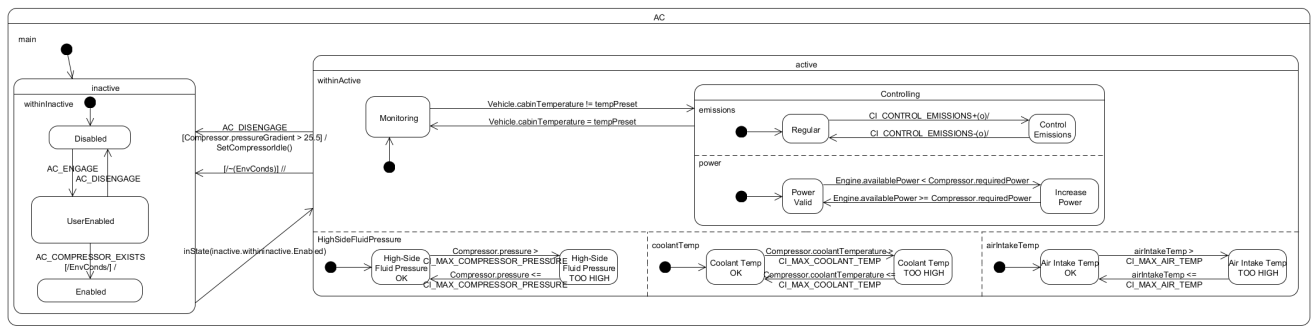 AC
main
inactive
withinInactive
Disabled
AC_ENGAGE
AC_DISENGAGE
UserEnabled
AC_COMPRESSOR_EXISTS
[/EnvConds/] /
Enabled
AC_DISENGAGE
[Compressor.pressureGradient > 25.5] /
SetCompressorIdle()
[/~(EnvConds)] //
inState(inactive.withinInactive.Enabled)
active
withinActive
Monitoring
Vehicle.cabinTemperature != tempPreset
Vehicle.cabinTemperature = tempPreset
Controlling
emissions
Regular
CI_CONTROL_EMISSIONS+(o)/
CI_CONTROL_EMISSIONS-(o)/
Control
Emissions
power
Power
Valid
Engine.availablePower < Compressor.requiredPower
Engine.availablePower >= Compressor.requiredPower
Increase
Power
HighSideFluidPressure
High-Side
Fluid Pressure
OK
Compressor.pressure >
CI_MAX_COMPRESSOR_PRESSURE
Compressor.pressure <=
CI_MAX_COMPRESSOR_PRESSURE
High-Side
Fluid Pressure
TOO HIGH
coolantTemp
Coolant Temp
OK
Compressor.coolantTemperature >
CI_MAX_COOLANT_TEMP
Compressor.coolantTemperature <=
CI_MAX_COOLANT_TEMP
Coolant Temp
TOO HIGH
airIntakeTemp
Air Intake Temp
OK
airIntakeTemp >
CI_MAX_AIR_TEMP
airIntakeTemp <=
CI_MAX_AIR_TEMP
Air Intake Temp
TOO HIGH